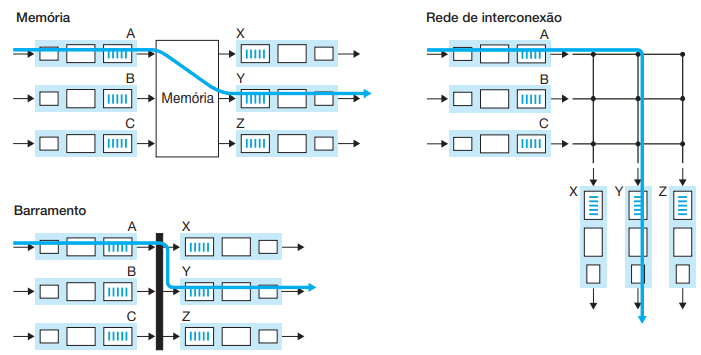 Memória
A
B
C
Memória
X
Y
Z
Rede de interconexão
A
B
C
X
Y
Z
Barramento
A
B
C
X
Y
Z